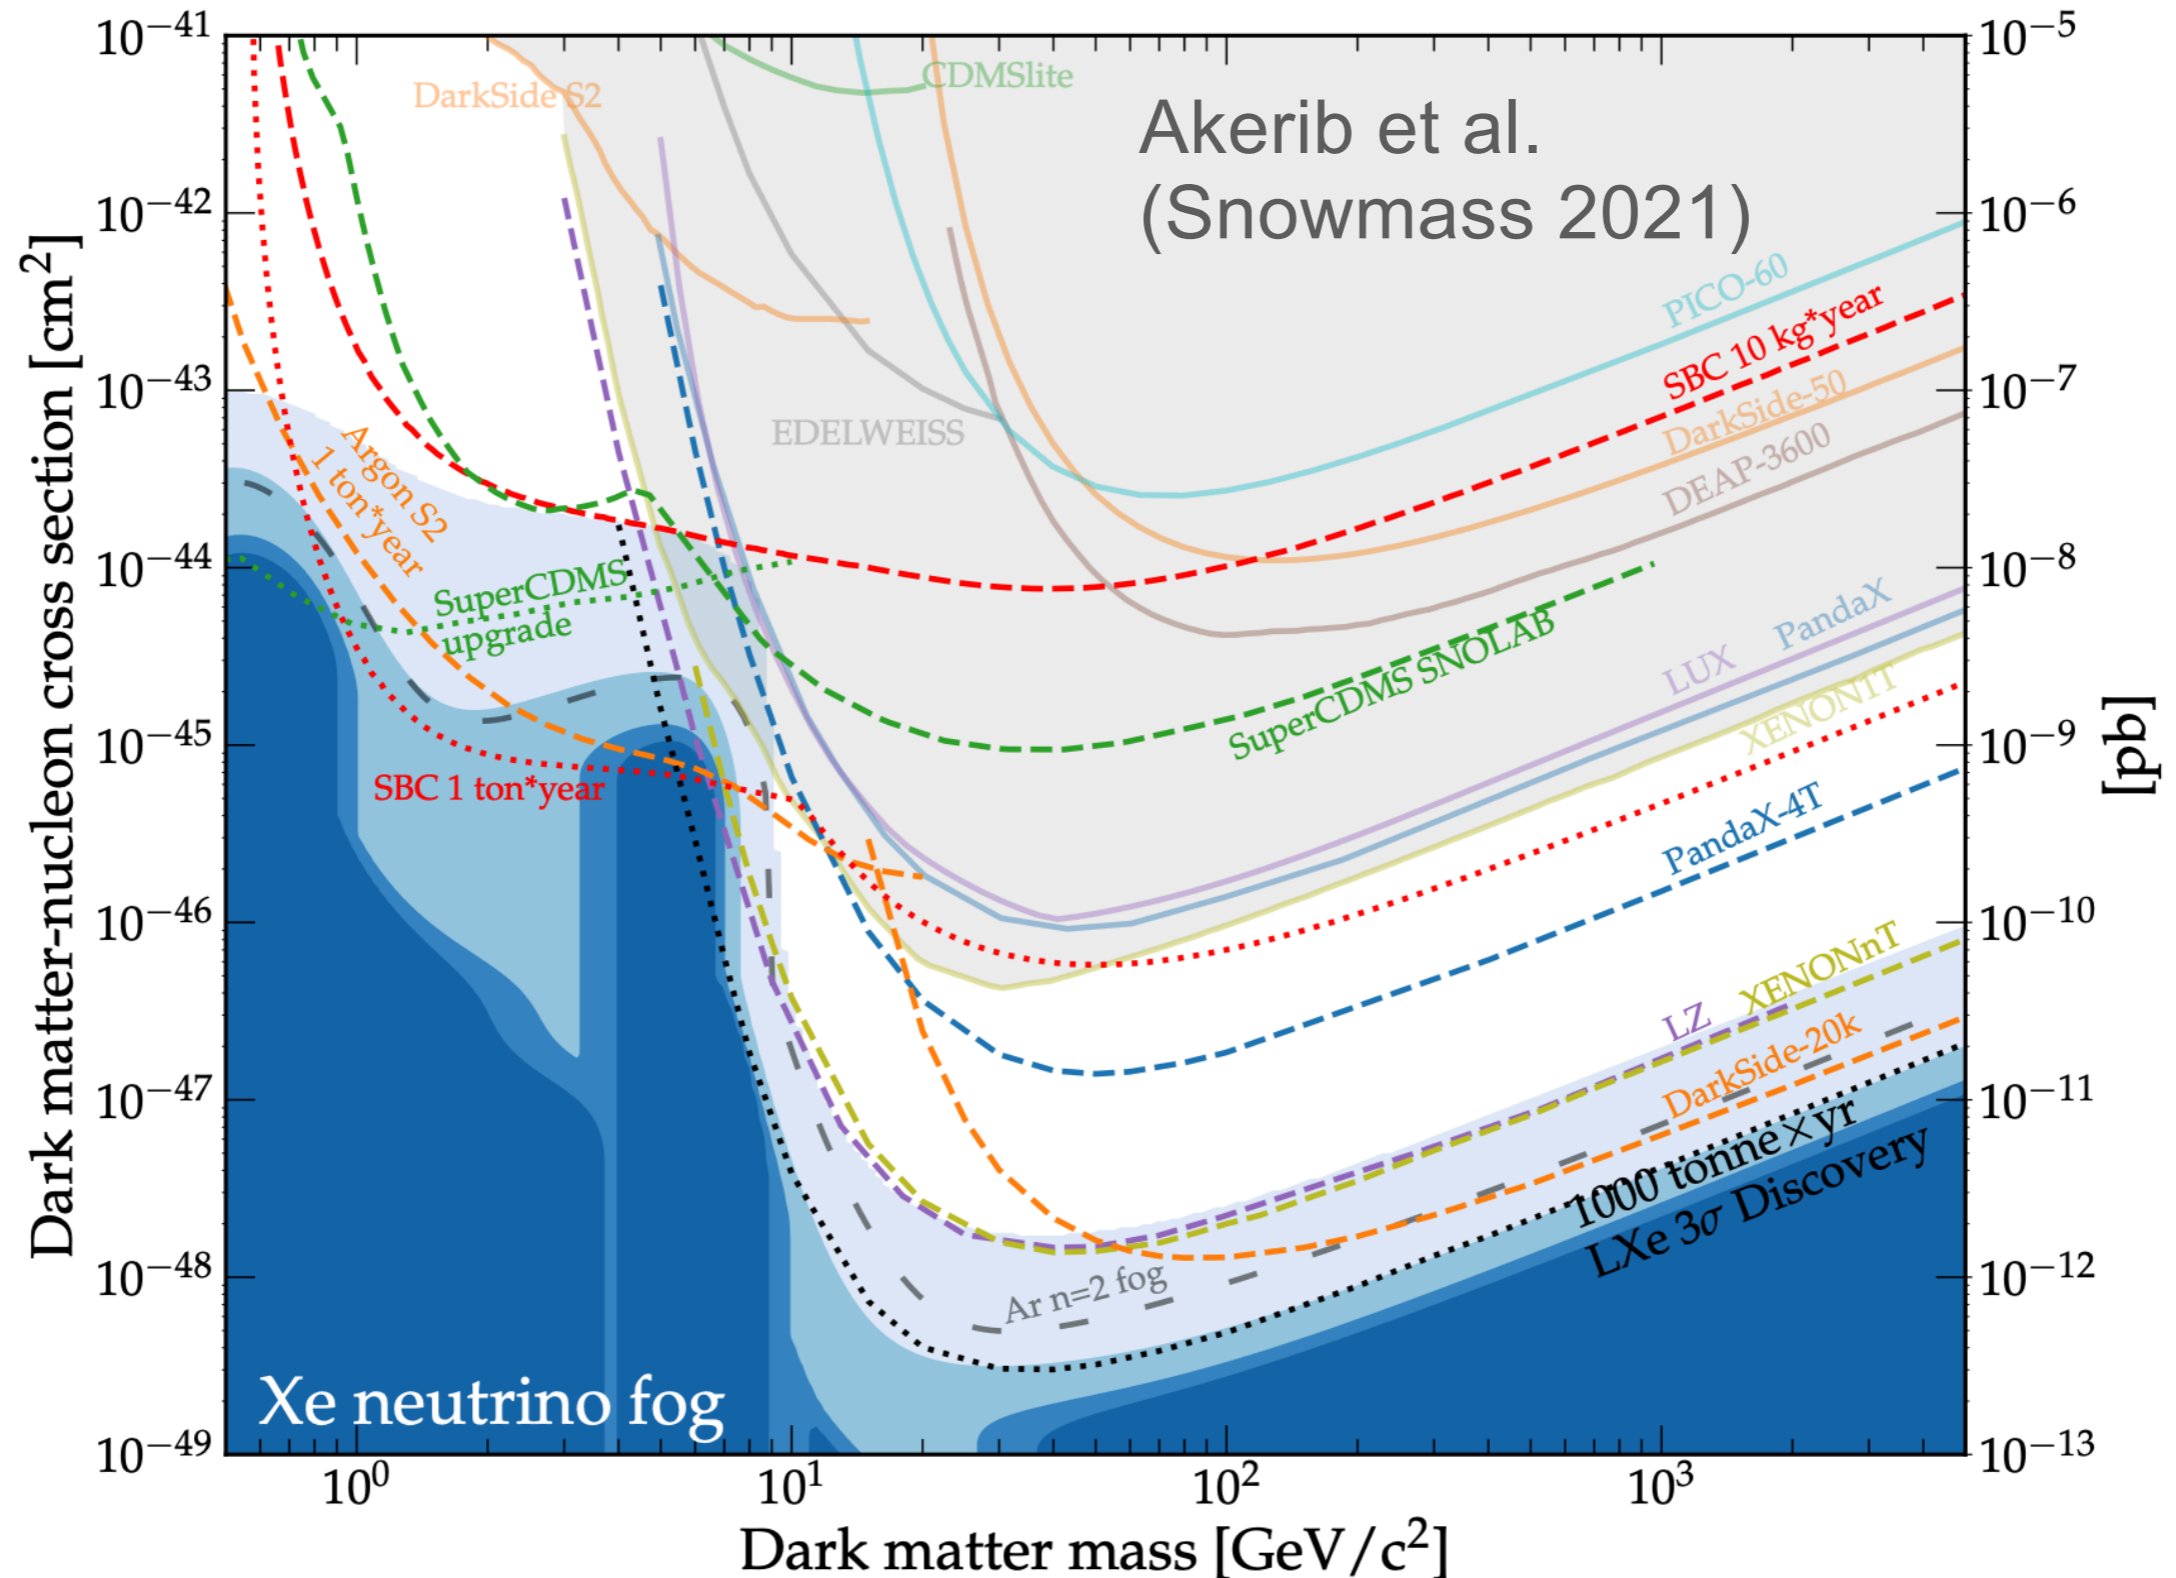 10−41
10−42
10−43
10−44
10−45
10−46
10−47
10−48
10−49
Dark matter-nucleon cross section [cm2]
DarkSide S2
CDMSlite
Akerib et al.
(Snowmass 2021)
PICO-60
SBC 10 kg*year
DarkSide-50
DEAP-3600
EDELWEISS
Argon S2
1 ton*year
SuperCDMS
upgrade
SuperCDMS SNOLAB
LUX
PandaX
XENON1T
SBC 1 ton*year
PandaX-4T
LZ
XENONnT
DarkSide-20k
1000 tonne×yr
LXe 3σ Discovery
Ar n=2 fog
Xe neutrino fog
10−5
10−6
10−7
10−8
10−9
10−10
10−11
10−12
10−13
[pb]
100
101
102
103
Dark matter mass [GeV/c2]